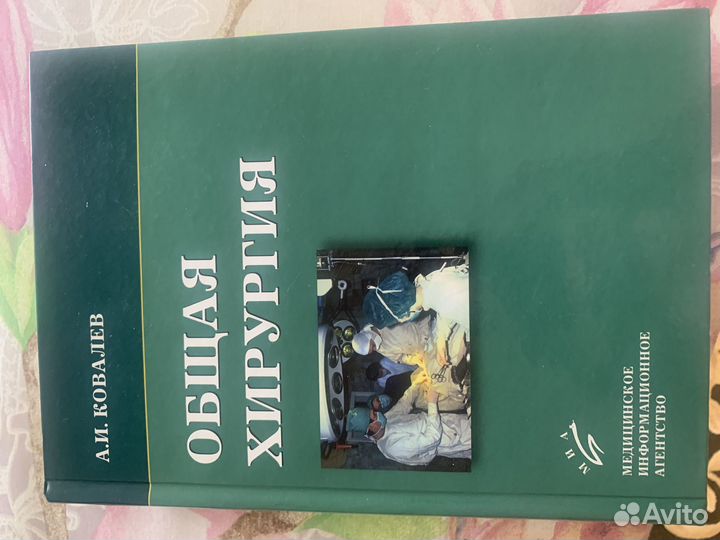 А.И. КОВАЛЕВ
ОБЩАЯ
ХИРУРГИЯ
МИА
МЕДИЦИНСКОЕ
ИНФОРМАЦИОННОЕ
АГЕНТСТВО
Avito